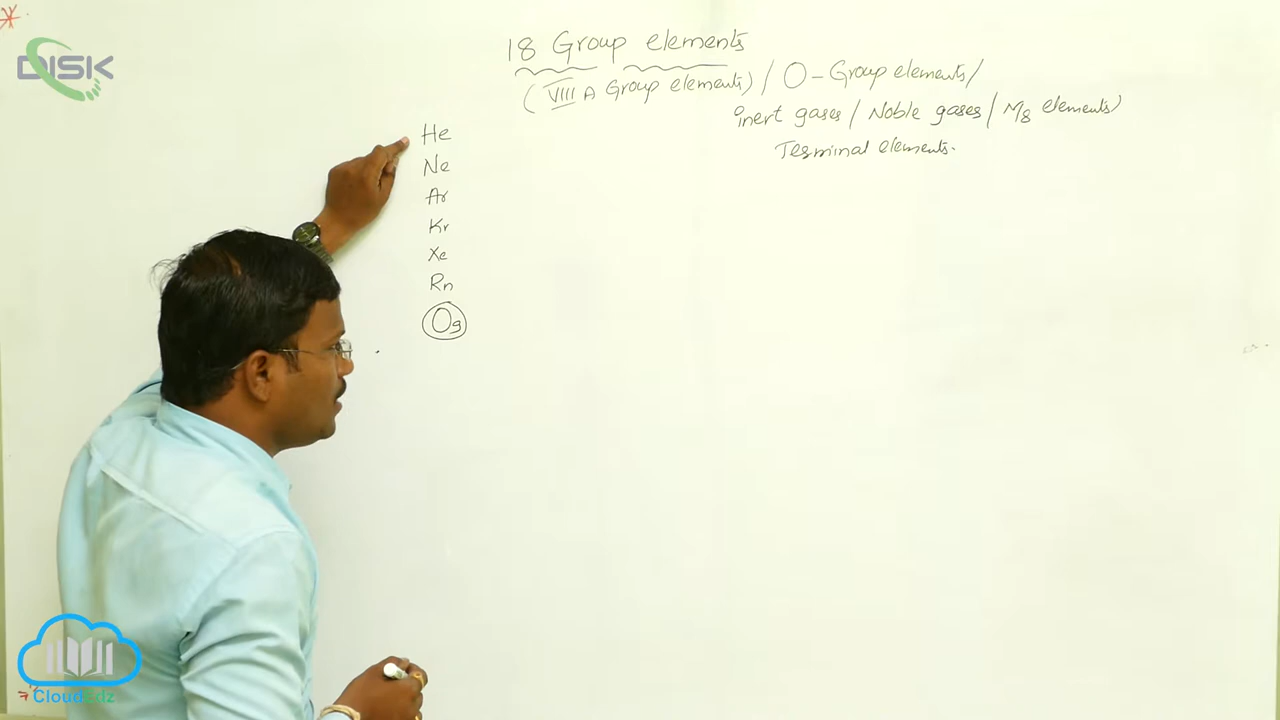 DISK
18 Group elements
(VIII A Group elements) / O - Group elements /
inert gases / Noble gases / M8 elements /
Terminal elements.
He
Ne
Ar
Kr
Xe
Rn
Og
CloudEdz